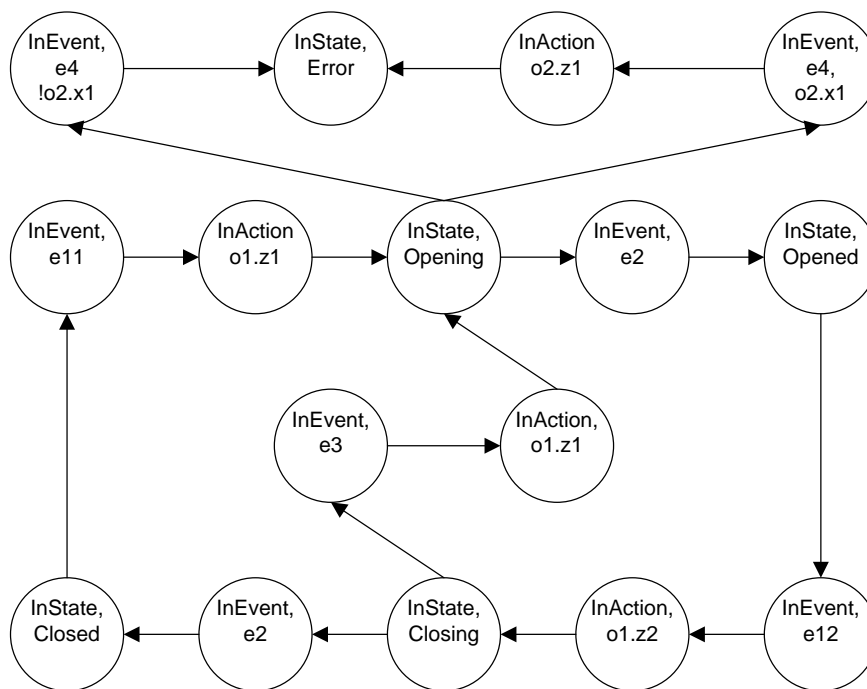 InEvent,
e4
!o2.x1
InState,
Error
InAction
o2.z1
InEvent,
e4,
o2.x1
InEvent,
e11
InAction
o1.z1
InState,
Opening
InEvent,
e2
InState,
Opened
InEvent,
e3
InAction,
o1.z1
InState,
Closed
InEvent,
e2
InState,
Closing
InAction,
o1.z2
InEvent,
e12